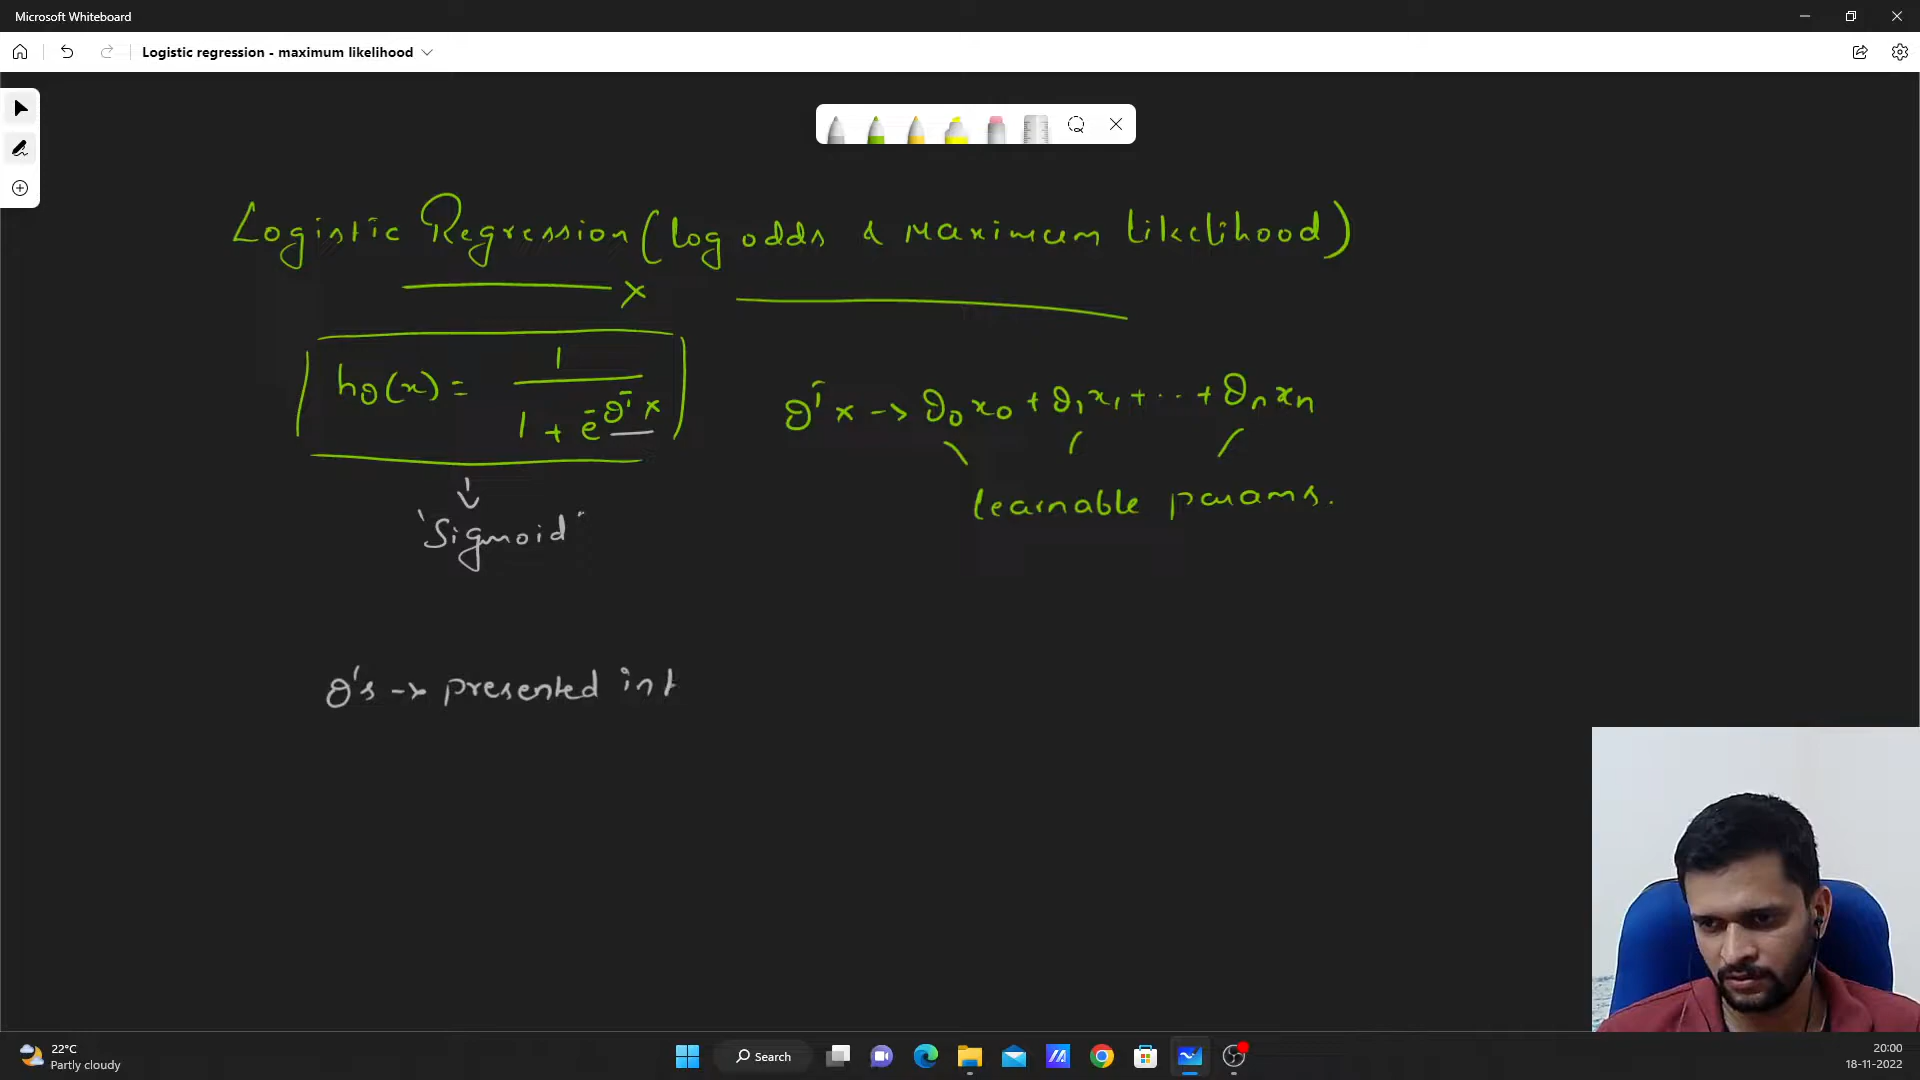 Microsoft Whiteboard
Logistic regression - maximum likelihood
Logistic Regression (log odds & Maximum Likelihood)
x
hθ(x) = 1 / (1 + e^-θᵀx)
θᵀx -> θ₀x₀ + θ₁x₁ + ... + θₙxₙ
learnable params.
'Sigmoid'
θ's -> presented int
22°C
Partly cloudy
Search
20:00
18-11-2022